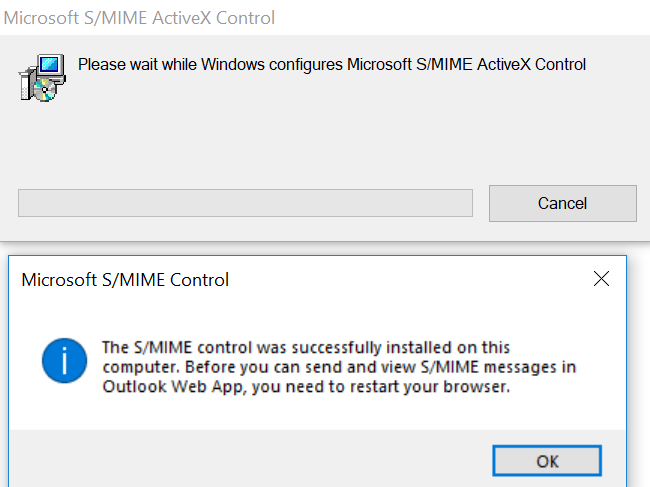 Microsoft S/MIME ActiveX Control
Please wait while Windows configures Microsoft S/MIME ActiveX Control
Cancel
Microsoft S/MIME Control
The S/MIME control was successfully installed on this
computer. Before you can send and view S/MIME messages in
Outlook Web App, you need to restart your browser.
OK